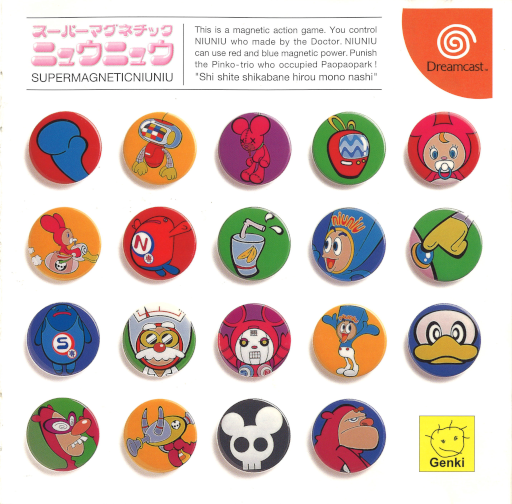 スーパーマグネチック
ニュウニュウ
SUPERMAGNETICNIUNIU
This is a magnetic action game. You control
NIUNIU who made by the Doctor. NIUNIU
can use red and blue magnetic power. Punish
the Pinko-trio who occupied Paopaopark!
"Shi shite shikabane hirou mono nashi"
Dreamcast™
N
niuniu
S
Genki